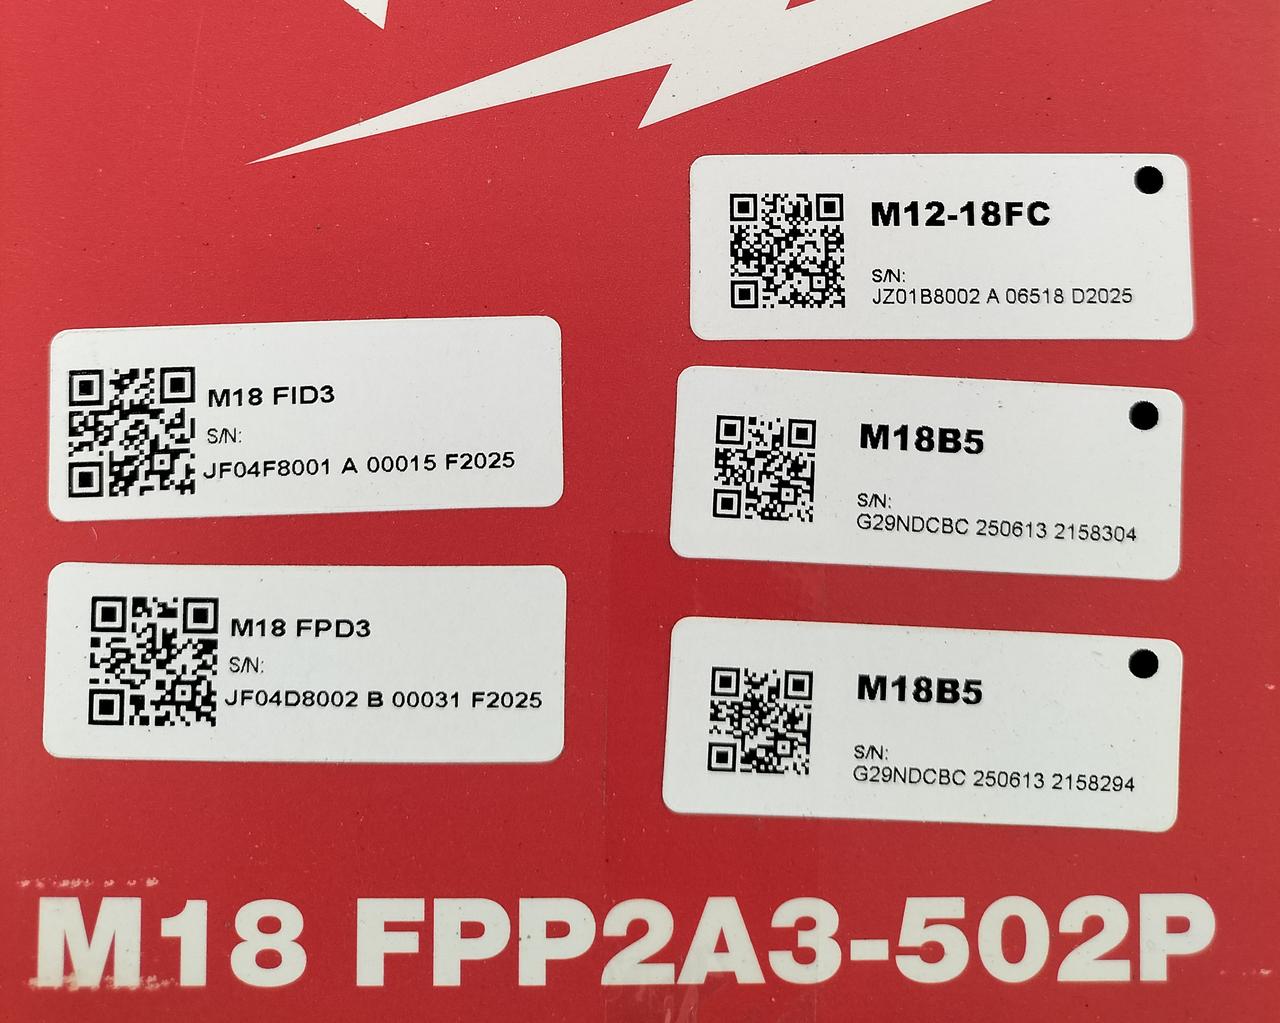 M12-18FC
S/N:
JZ01B8002 A 06518 D2025
M18 FID3
S/N:
JF04F8001 A 00015 F2025
M18B5
S/N:
G29NDCBC 250613 2158304
M18 FPD3
S/N:
JF04D8002 B 00031 F2025
M18B5
S/N:
G29NDCBC 250613 2158294
M18 FPP2A3-502P